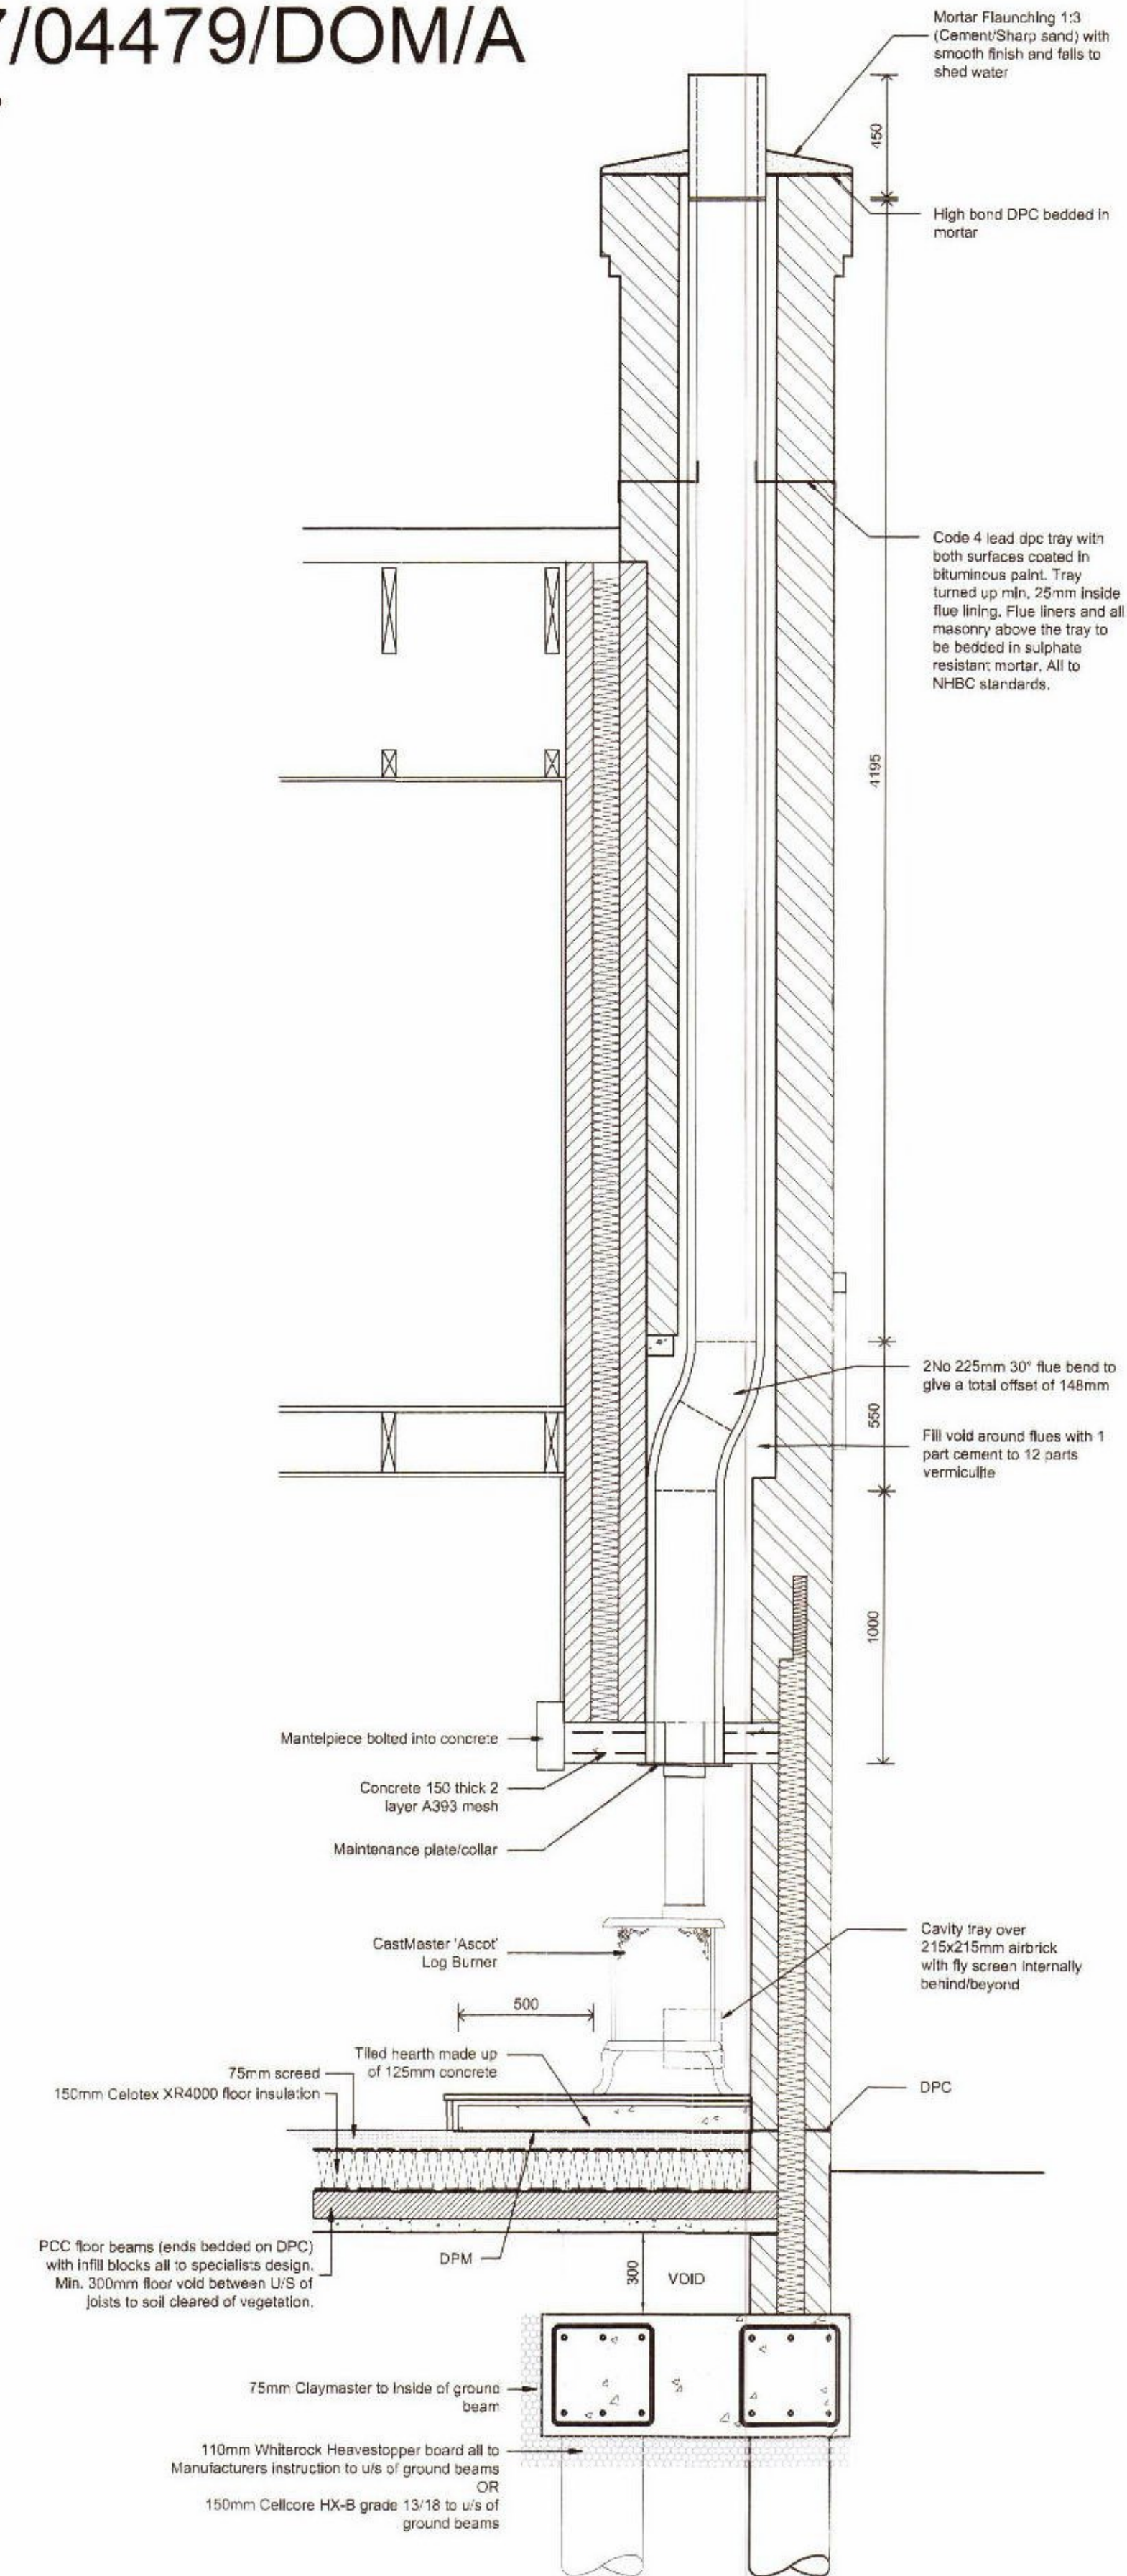 7/04479/DOM/A
Mortar Flaunching 1:3
(Cement/Sharp sand) with
smooth finish and falls to
shed water
450
High bond DPC bedded in
mortar
Code 4 lead dpc tray with
both surfaces coated in
bituminous paint. Tray
turned up min. 25mm inside
flue lining. Flue liners and all
masonry above the tray to
be bedded in sulphate
resistant mortar. All to
NHBC standards.
4195
2No 225mm 30° flue bend to
give a total offset of 148mm
550
Fill void around flues with 1
part cement to 12 parts
vermiculite
1000
Mantelpiece bolted into concrete
Concrete 150 thick 2
layer A393 mesh
Maintenance plate/collar
CastMaster 'Ascot'
Log Burner
Cavity tray over
215x215mm airbrick
with fly screen internally
behind/beyond
500
Tiled hearth made up
of 125mm concrete
75mm screed
150mm Celotex XR4000 floor insulation
DPC
PCC floor beams (ends bedded on DPC)
with infill blocks all to specialists design.
Min. 300mm floor void between U/S of
joists to soil cleared of vegetation.
DPM
300
VOID
75mm Claymaster to inside of ground
beam
110mm Whiterock Heavestopper board all to
Manufacturers instruction to u/s of ground beams
OR
150mm Cellcore HX-B grade 13/18 to u/s of
ground beams